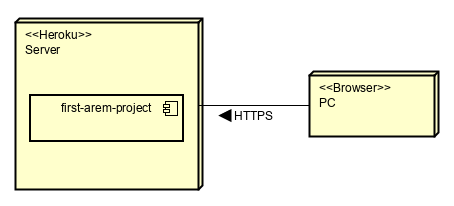 <<Heroku>>
Server
first-arem-project
<<Browser>>
PC
HTTPS